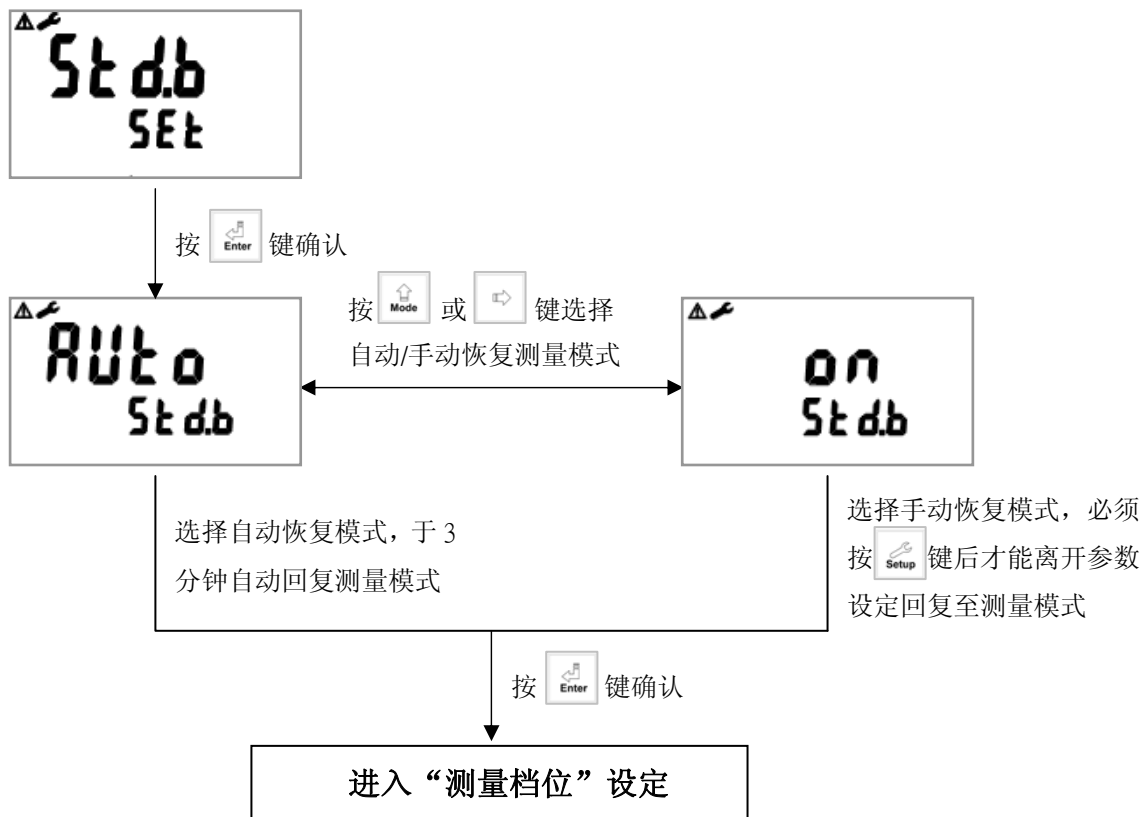 Std.b
SEt
按 Enter 键确认
按 Mode 或 键选择
自动/手动恢复测量模式
AUto
Std.b
on
Std.b
选择自动恢复模式，于 3
分钟自动回复测量模式
选择手动恢复模式，必须
按 Setup 键后才能离开参数
设定回复至测量模式
按 Enter 键确认
进入“测量档位”设定